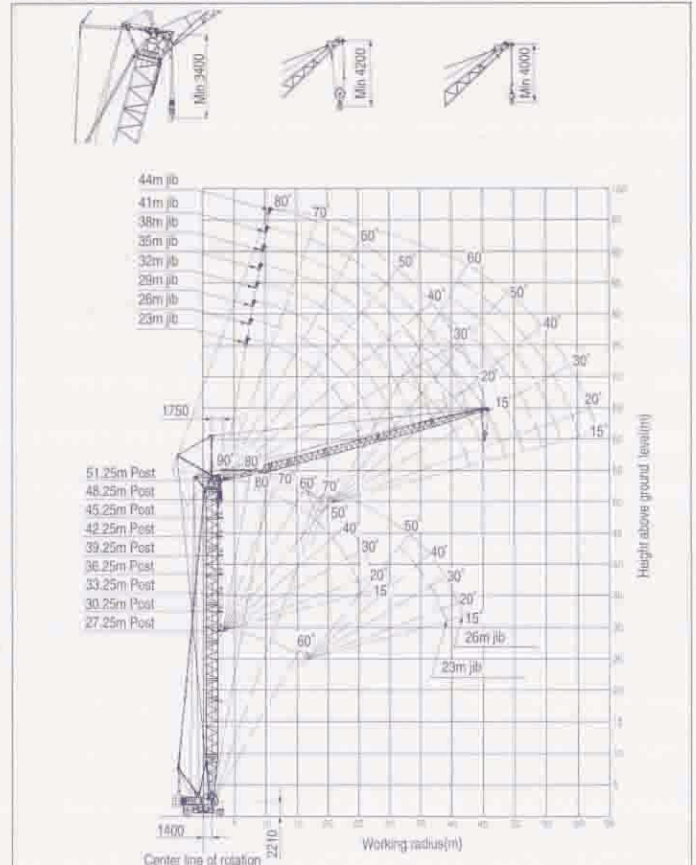 Min 3400
Min 4200
Min 4000
44m jib
41m jib
38m jib
35m jib
32m jib
29m jib
26m jib
23m jib
80°
70°
60°
50°
60
50°
40°
40°
30°
30°
20°
20°
15
15°
1750
90°
80
80
70
60°
70°
50°
50
40°
40°
30°
30°
20°
20°
15
15°
60°
51.25m Post
48.25m Post
45.25m Post
42.25m Post
39.25m Post
36.25m Post
33.25m Post
30.25m Post
27.25m Post
26m jib
23m jib
Height above ground level(m)
1400
2210
Working radius(m)
Center line of rotation